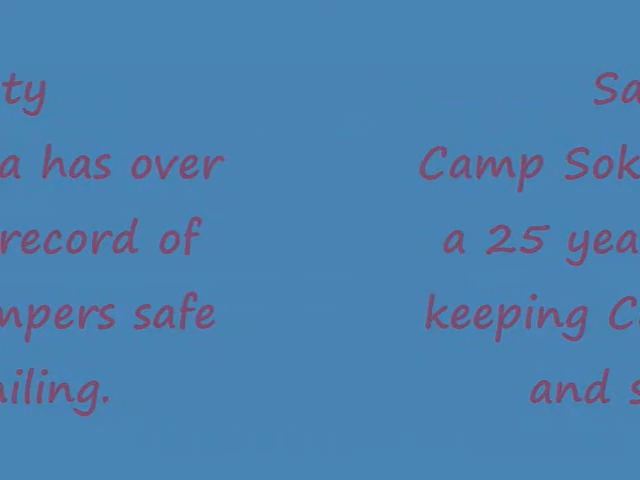 ty Sa
a has over Camp Sok
record of a 25 yea
mpers safe keeping C
ailing. and s